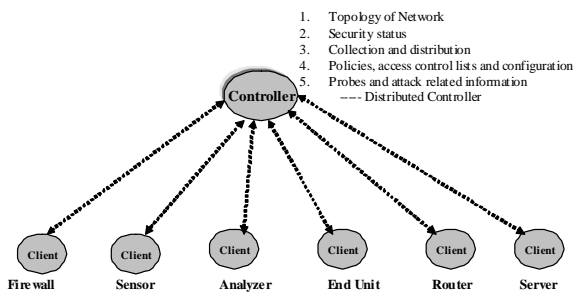 1. Topology of Network
2. Security status
3. Collection and distribution
4. Policies, access control lists and configuration
5. Probes and attack related information
---- Distributed Controller
Controller
Client Client Client Client Client Client
Firewall Sensor Analyzer End Unit Router Server